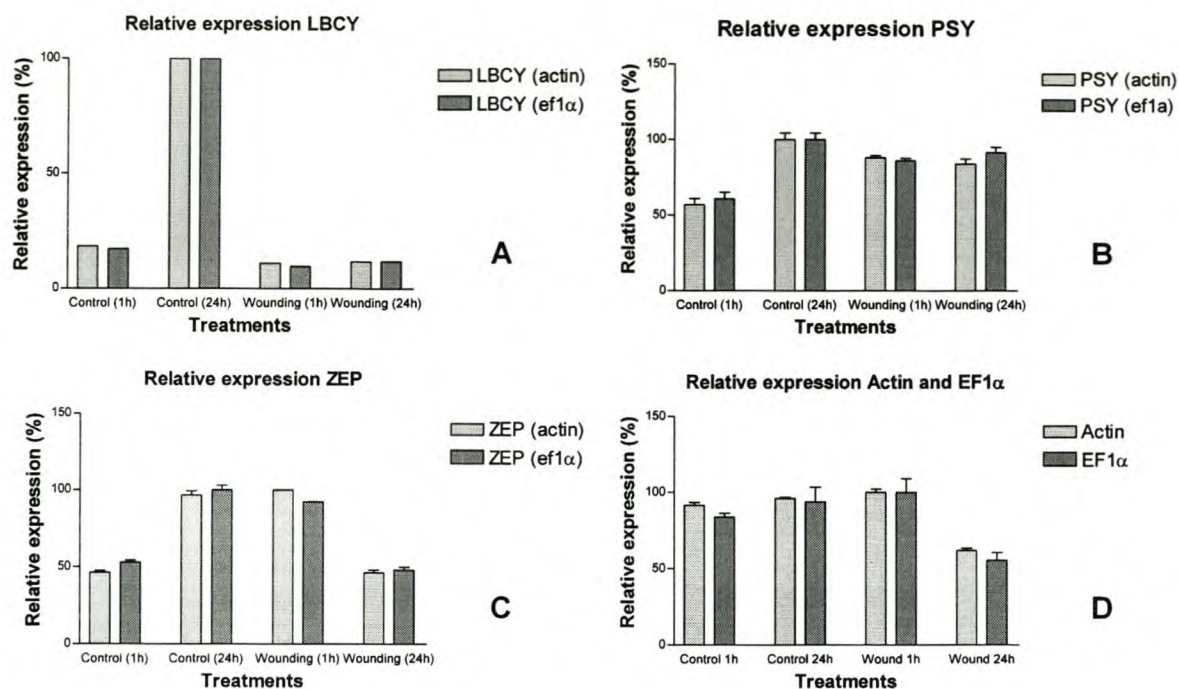 Relative expression LBCY
Relative expression (%)
100
50
0
Control (1h) Control (24h) Wounding (1h) Wounding (24h)
Treatments
LBCY (actin)
LBCY (ef1α)
A
Relative expression PSY
Relative expression (%)
150
100
50
0
Control (1h) Control (24h) Wounding (1h) Wounding (24h)
Treatments
PSY (actin)
PSY (ef1a)
B
Relative expression ZEP
Relative expression (%)
150
100
50
0
Control (1h) Control (24h) Wounding (1h) Wounding (24h)
Treatments
ZEP (actin)
ZEP (ef1α)
C
Relative expression Actin and EF1α
Relative expression (%)
150
100
50
0
Control 1h Control 24h Wound 1h Wound 24h
Treatments
Actin
EF1α
D